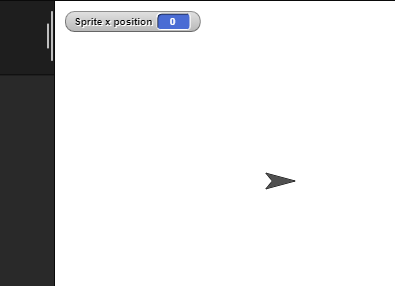 Sprite x position 0